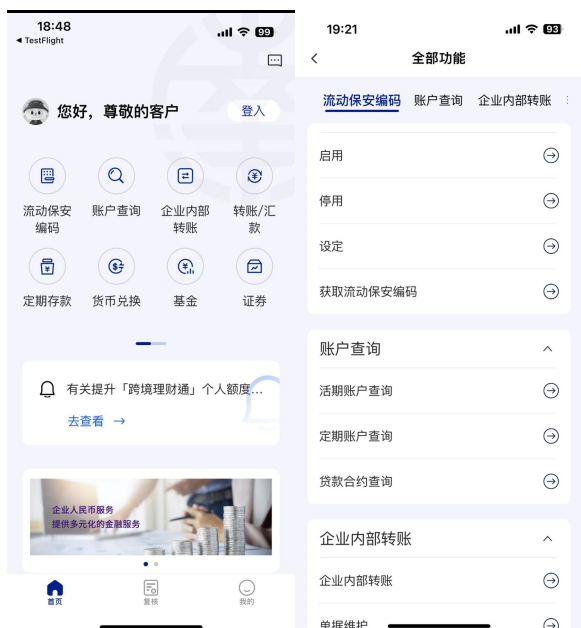 18:48
99
TestFlight
您好，尊敬的客户
登入
流动保安编码
账户查询
企业内部转账
转账/汇款
定期存款
货币兑换
基金
证券
有关提升「跨境理财通」个人额度...
去查看
企业人民币服务
提供多元化的金融服务
首页
复核
我的
19:21
93
全部功能
流动保安编码
账户查询
企业内部转账
启用
停用
设定
获取流动保安编码
账户查询
活期账户查询
定期账户查询
贷款合约查询
企业内部转账
企业内部转账
单据维护